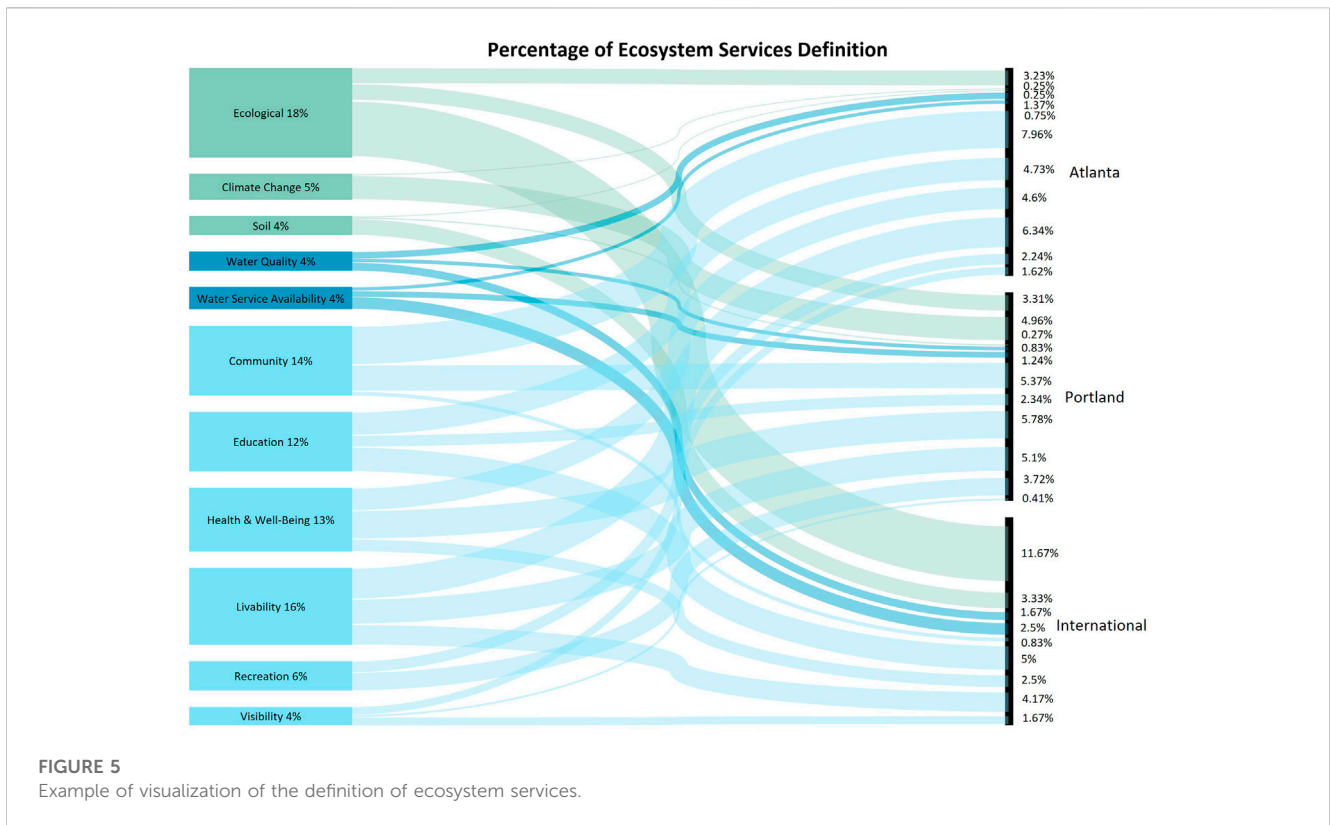 Percentage of Ecosystem Services Definition
Ecological 18%
Climate Change 5%
Soil 4%
Water Quality 4%
Water Service Availability 4%
Community 14%
Education 12%
Health & Well-Being 13%
Livability 16%
Recreation 6%
Visibility 4%
3.23%
0.25%
0.25%
1.37%
0.75%
7.96%
4.73%
Atlanta
4.6%
6.34%
2.24%
1.62%
3.31%
4.96%
0.27%
0.83%
1.24%
5.37%
2.34%
Portland
5.78%
5.1%
3.72%
0.41%
11.67%
3.33%
1.67%
2.5%
International
0.83%
5%
2.5%
4.17%
1.67%
FIGURE 5
Example of visualization of the definition of ecosystem services.